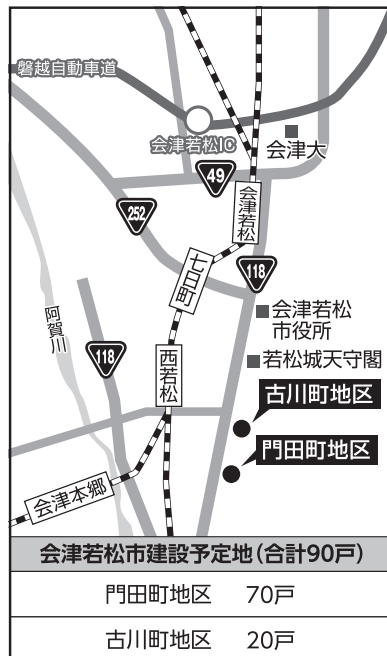 磐越自動車道
会津若松IC
会津大
49
会津若松
252
七日町
118
会津若松
市役所
阿賀川
118
西若松
若松城天守閣
古川町地区
門田町地区
会津本郷
会津若松市建設予定地(合計90戸)
門田町地区 70戸
古川町地区 20戸